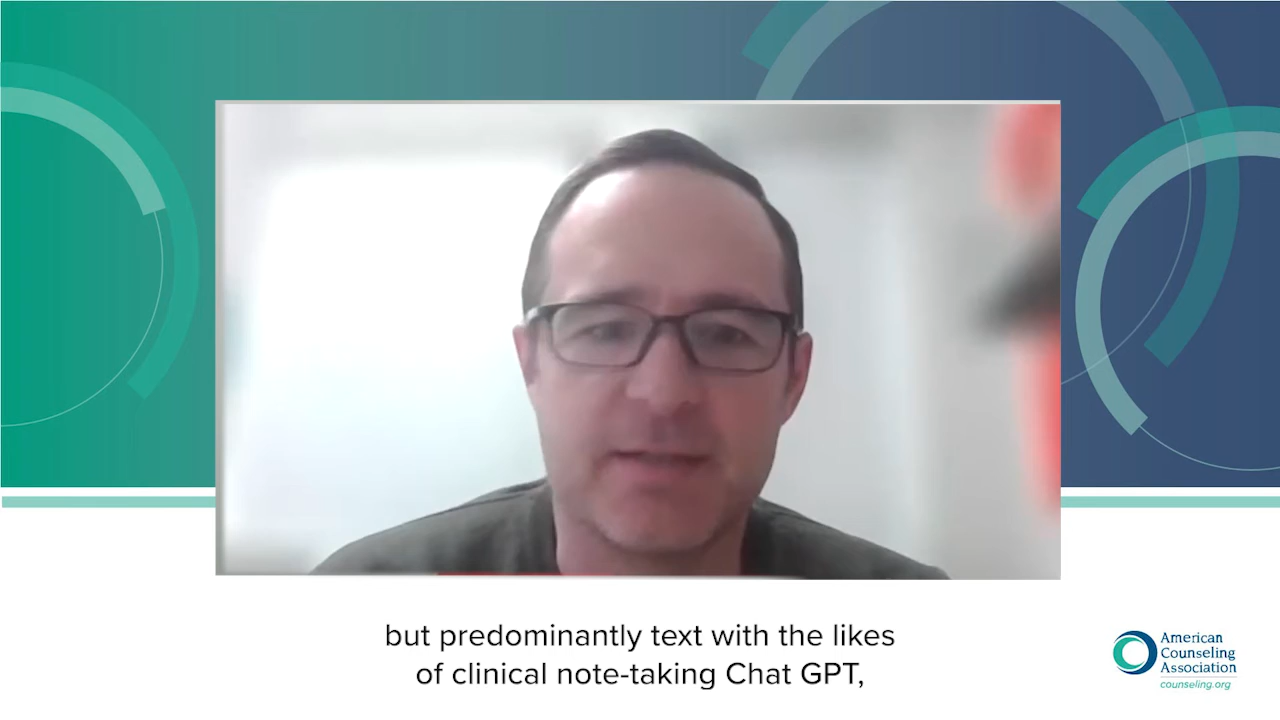 but predominantly text with the likes
of clinical note-taking Chat GPT,
American
Counseling
Association
counseling.org